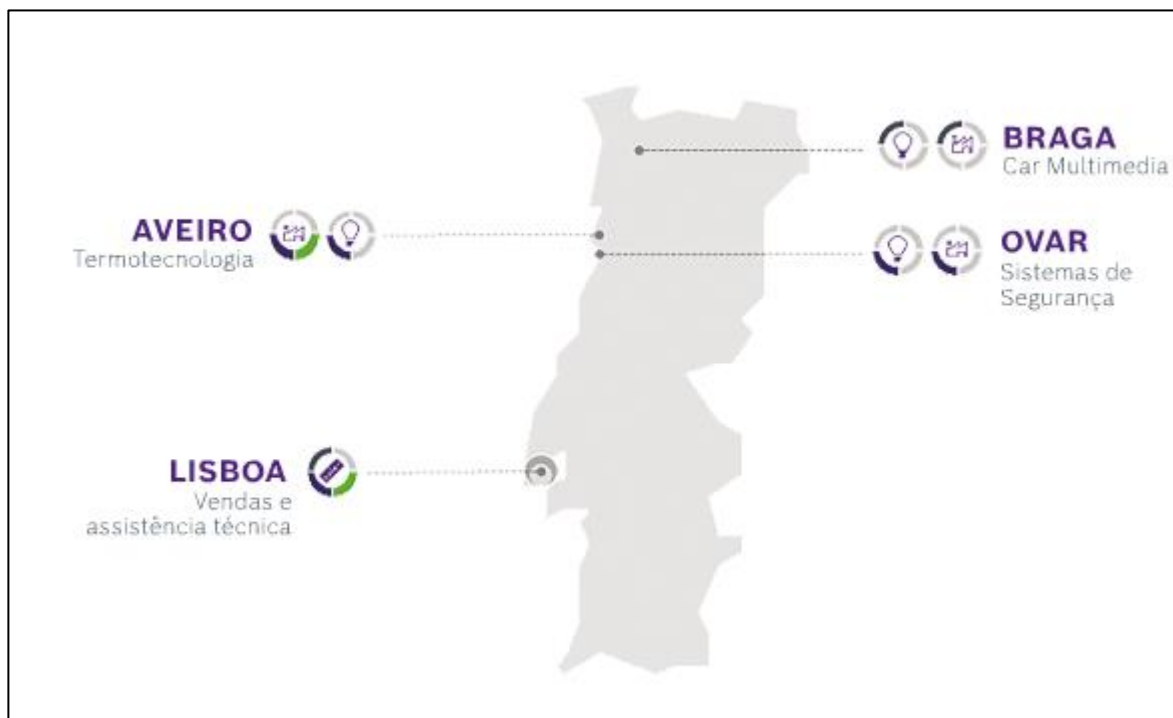 BRAGA
Car Multimedia
AVEIRO
Termotecnologia
OVAR
Sistemas de
Segurança
LISBOA
Vendas e
assistência técnica